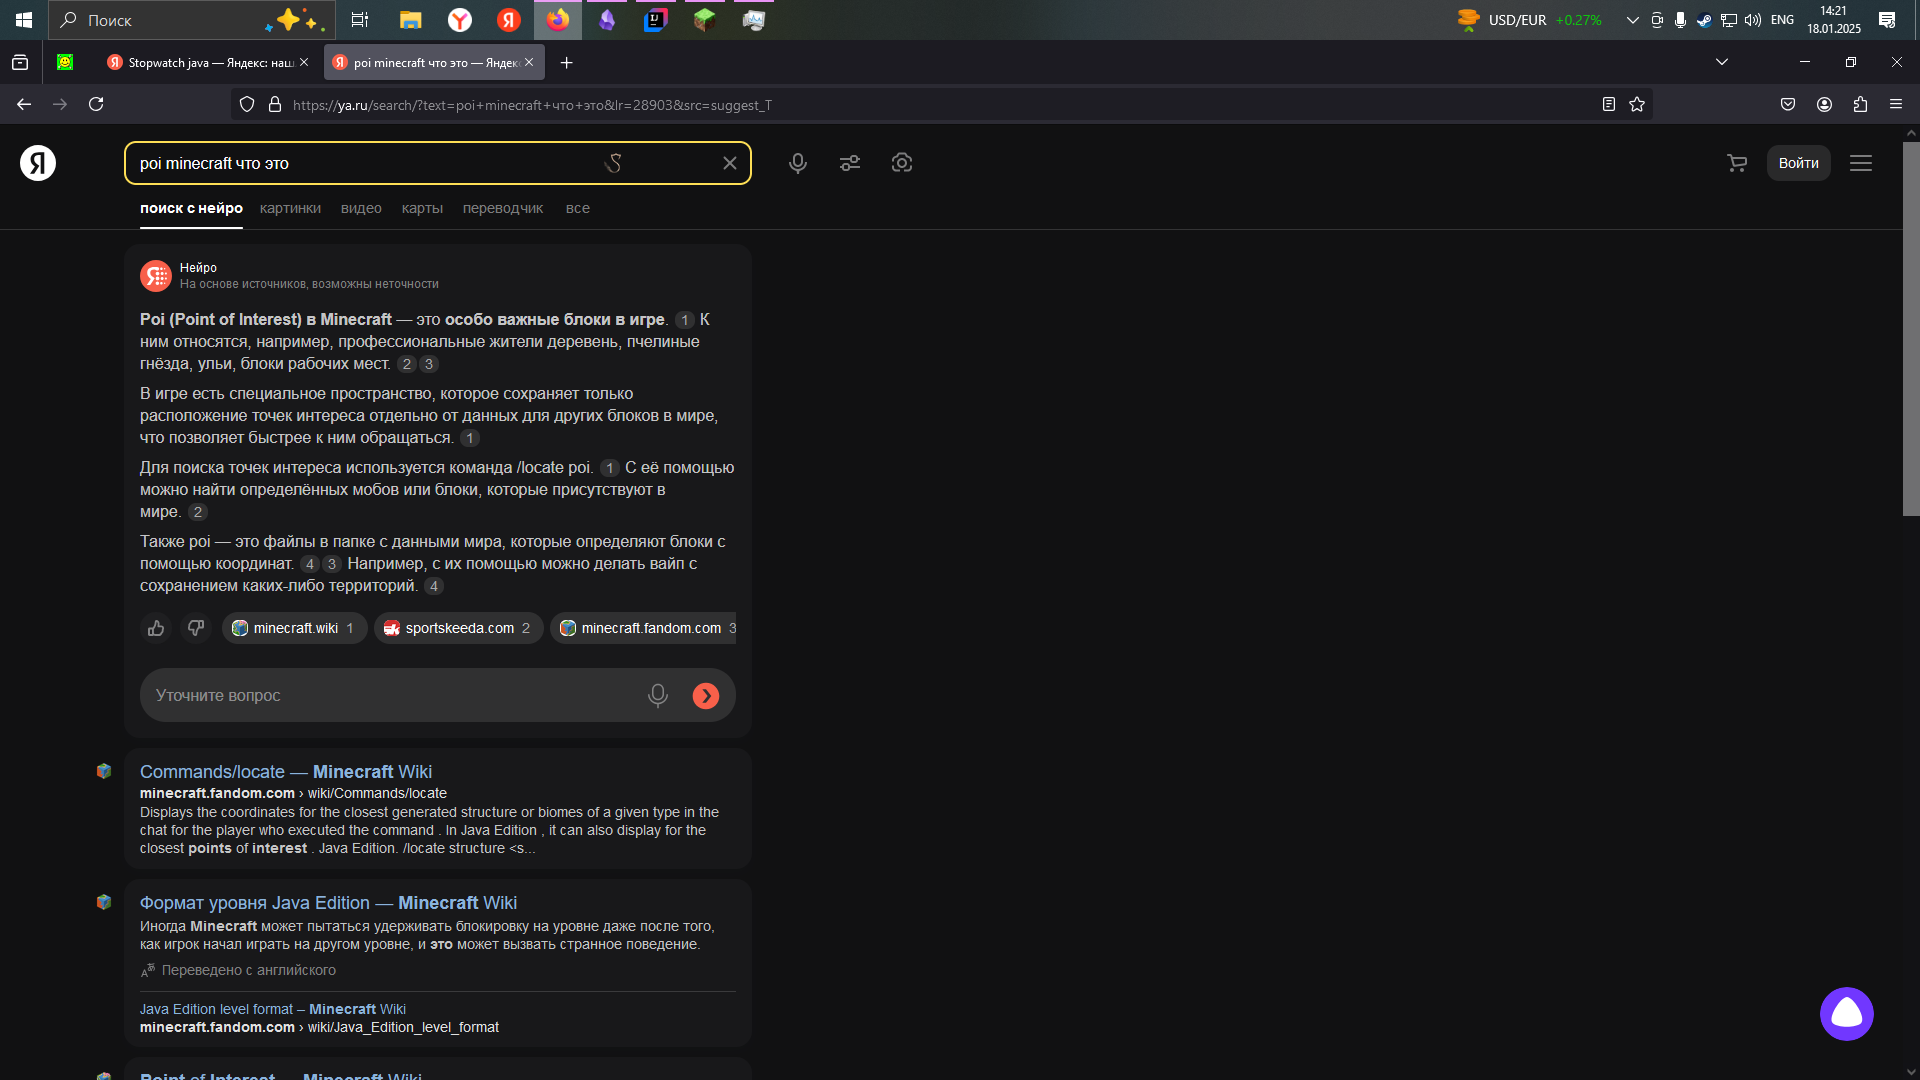 Поиск
USD/EUR +0.27%
ENG
14:21
18.01.2025
Stopwatch java — Яндекс: наш
poi minecraft что это — Яндекс
https://ya.ru/search/?text=poi+minecraft+что+это&lr=28903&src=suggest_T
Я
poi minecraft что это
Войти
поиск с нейро картинки видео карты переводчик все
Нейро
На основе источников, возможны неточности
Poi (Point of Interest) в Minecraft — это особо важные блоки в игре. 1 К
ним относятся, например, профессиональные жители деревень, пчелиные
гнёзда, ульи, блоки рабочих мест. 2 3
В игре есть специальное пространство, которое сохраняет только
расположение точек интереса отдельно от данных для других блоков в мире,
что позволяет быстрее к ним обращаться. 1
Для поиска точек интереса используется команда /locate poi. 1 С её помощью
можно найти определённых мобов или блоки, которые присутствуют в
мире. 2
Также poi — это файлы в папке с данными мира, которые определяют блоки с
помощью координат. 4 3 Например, с их помощью можно делать вайп с
сохранением каких-либо территорий. 4
minecraft.wiki 1 sportskeeda.com 2 minecraft.fandom.com 3
Уточните вопрос
Commands/locate — Minecraft Wiki
minecraft.fandom.com › wiki/Commands/locate
Displays the coordinates for the closest generated structure or biomes of a given type in the
chat for the player who executed the command . In Java Edition , it can also display for the
closest points of interest . Java Edition. /locate structure <s...
Формат уровня Java Edition — Minecraft Wiki
Иногда Minecraft может пытаться удерживать блокировку на уровне даже после того,
как игрок начал играть на другом уровне, и это может вызвать странное поведение.
Переведено с английского
Java Edition level format – Minecraft Wiki
minecraft.fandom.com › wiki/Java_Edition_level_format
Point of Interest — Minecraft Wiki